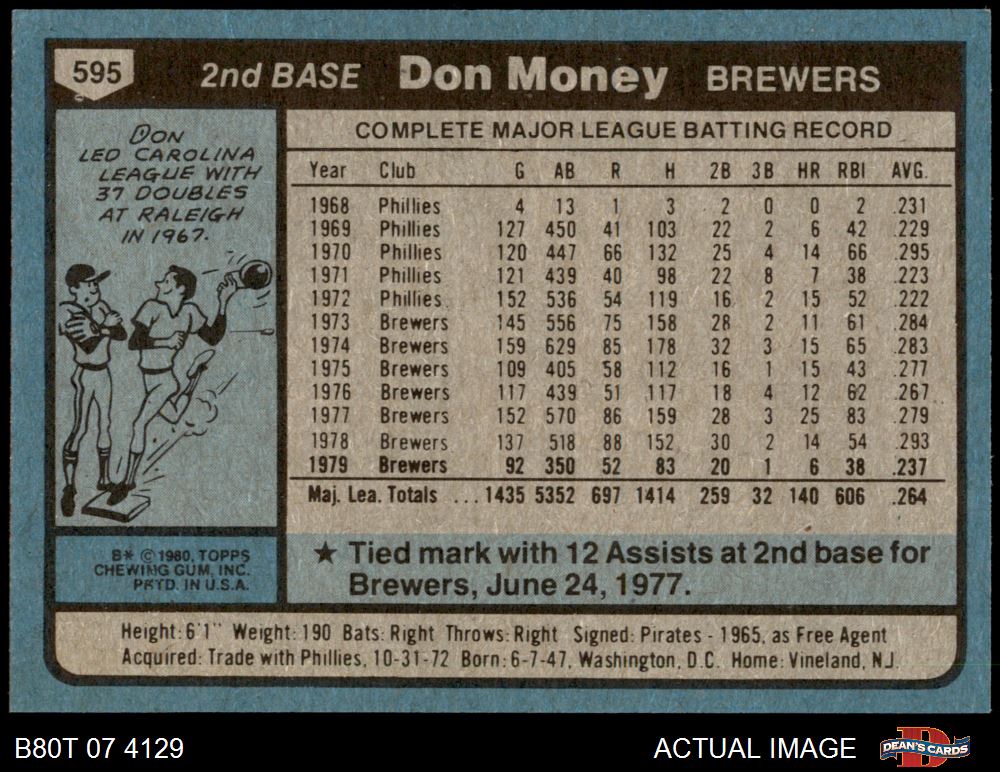 595 2nd BASE Don Money BREWERS
DON
LED CAROLINA
LEAGUE WITH
37 DOUBLES
AT RALEIGH
IN 1967.
COMPLETE MAJOR LEAGUE BATTING RECORD
Year Club G AB R H 2B 3B HR RBI AVG.
1968 Phillies 4 13 1 3 2 0 0 2 .231
1969 Phillies 127 450 41 103 22 2 6 42 .229
1970 Phillies 120 447 66 132 25 4 14 66 .295
1971 Phillies 121 439 40 98 22 8 7 38 .223
1972 Phillies 152 536 54 119 16 2 15 52 .222
1973 Brewers 145 556 75 158 28 2 11 61 .284
1974 Brewers 159 629 85 178 32 3 15 65 .283
1975 Brewers 109 405 58 112 16 1 15 43 .277
1976 Brewers 117 439 51 117 18 4 12 62 .267
1977 Brewers 152 570 86 159 28 3 25 83 .279
1978 Brewers 137 518 88 152 30 2 14 54 .293
1979 Brewers 92 350 52 83 20 1 6 38 .237
Maj. Lea. Totals ... 1435 5352 697 1414 259 32 140 606 .264
B* © 1980, TOPPS
CHEWING GUM, INC.
PRTD. IN U.S.A.
★ Tied mark with 12 Assists at 2nd base for
Brewers, June 24, 1977.
Height: 6'1" Weight: 190 Bats: Right Throws: Right Signed: Pirates - 1965, as Free Agent
Acquired: Trade with Phillies, 10-31-72 Born: 6-7-47, Washington, D.C. Home: Vineland, N.J.
B80T 07 4129 ACTUAL IMAGE DEAN'S CARDS